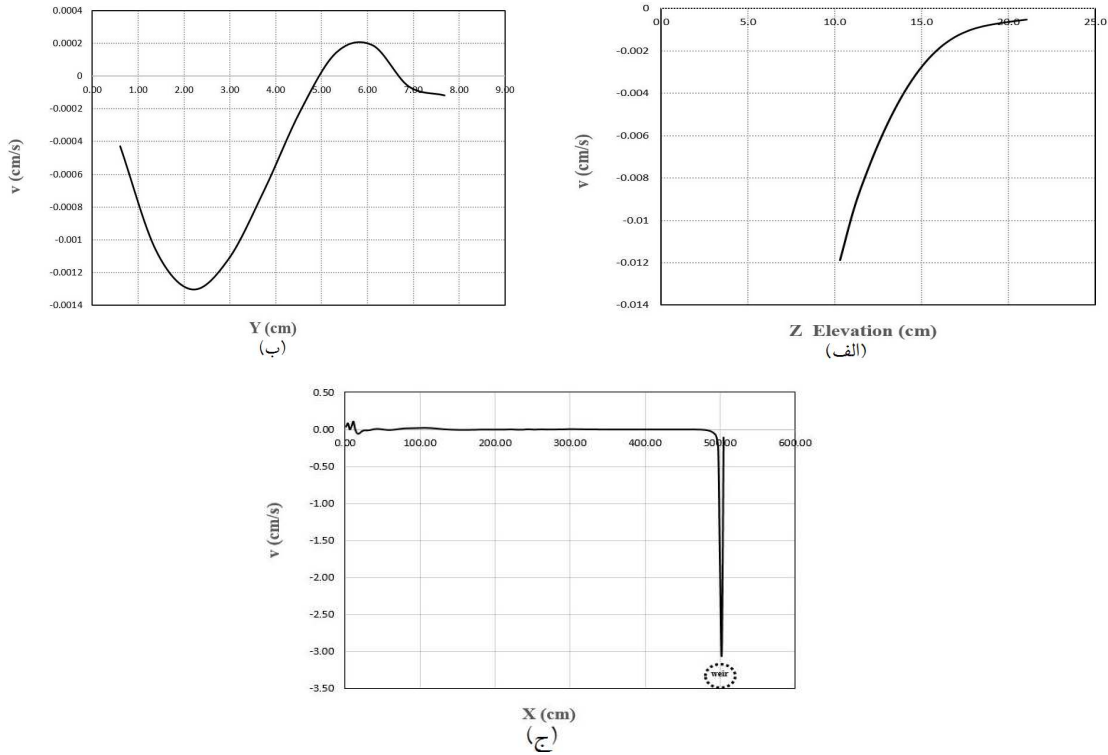 0.0004
0.0002
0
-0.0002
-0.0004
-0.0006
-0.0008
-0.001
-0.0012
-0.0014
0.00 1.00 2.00 3.00 4.00 5.00 6.00 7.00 8.00 9.00
v (cm/s)
Y (cm)
(ب)
0
-0.002
-0.004
-0.006
-0.008
-0.01
-0.012
-0.014
0.0 5.0 10.0 15.0 20.0 25.0
v (cm/s)
Z Elevation (cm)
(الف)
0.50
0.00
-0.50
-1.00
-1.50
-2.00
-2.50
-3.00
-3.50
0.00 100.00 200.00 300.00 400.00 500.00 600.00
v (cm/s)
weir
X (cm)
(ج)